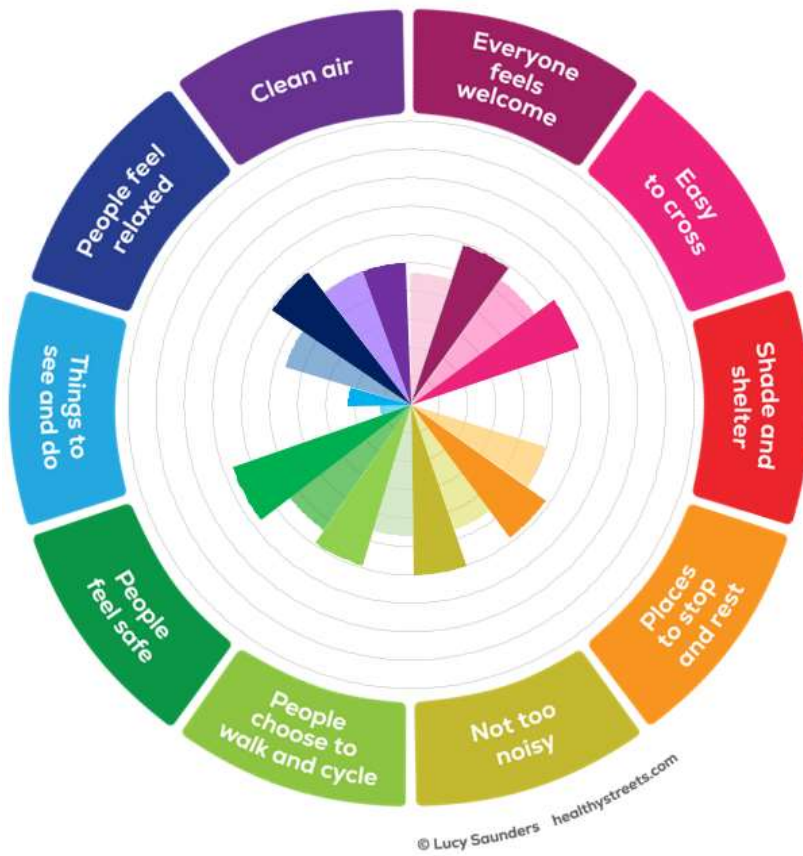 Everyone
feels
welcome
Easy
to cross
Shade and
shelter
Places
to stop
and rest
Not too
noisy
People
choose to
walk and cycle
People
feel safe
Things to
see and do
People feel
relaxed
Clean air
© Lucy Saunders healthystreets.com